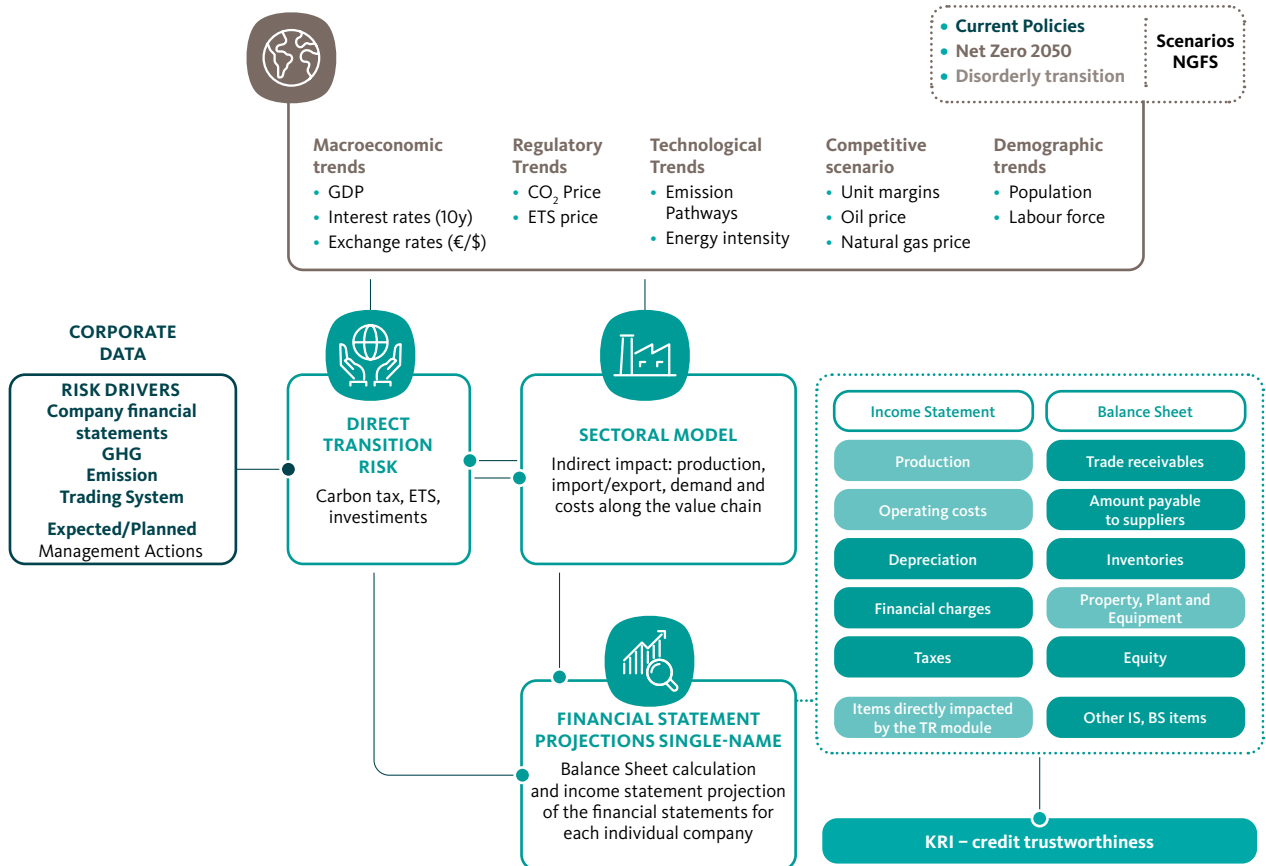 • Current Policies
• Net Zero 2050
• Disorderly transition
Scenarios
NGFS
Macroeconomic
trends
• GDP
• Interest rates (10y)
• Exchange rates (€/$)
Regulatory
Trends
• CO₂ Price
• ETS price
Technological
Trends
• Emission
Pathways
• Energy intensity
Competitive
scenario
• Unit margins
• Oil price
• Natural gas price
Demographic
trends
• Population
• Labour force
CORPORATE
DATA
RISK DRIVERS
Company financial
statements
GHG
Emission
Trading System
Expected/Planned
Management Actions
DIRECT
TRANSITION
RISK
Carbon tax, ETS,
investiments
SECTORAL MODEL
Indirect impact: production,
import/export, demand and
costs along the value chain
FINANCIAL STATEMENT
PROJECTIONS SINGLE-NAME
Balance Sheet calculation
and income statement projection
of the financial statements for
each individual company
Income Statement
Production
Operating costs
Depreciation
Financial charges
Taxes
Items directly impacted
by the TR module
Balance Sheet
Trade receivables
Amount payable
to suppliers
Inventories
Property, Plant and
Equipment
Equity
Other IS, BS items
KRI – credit trustworthiness